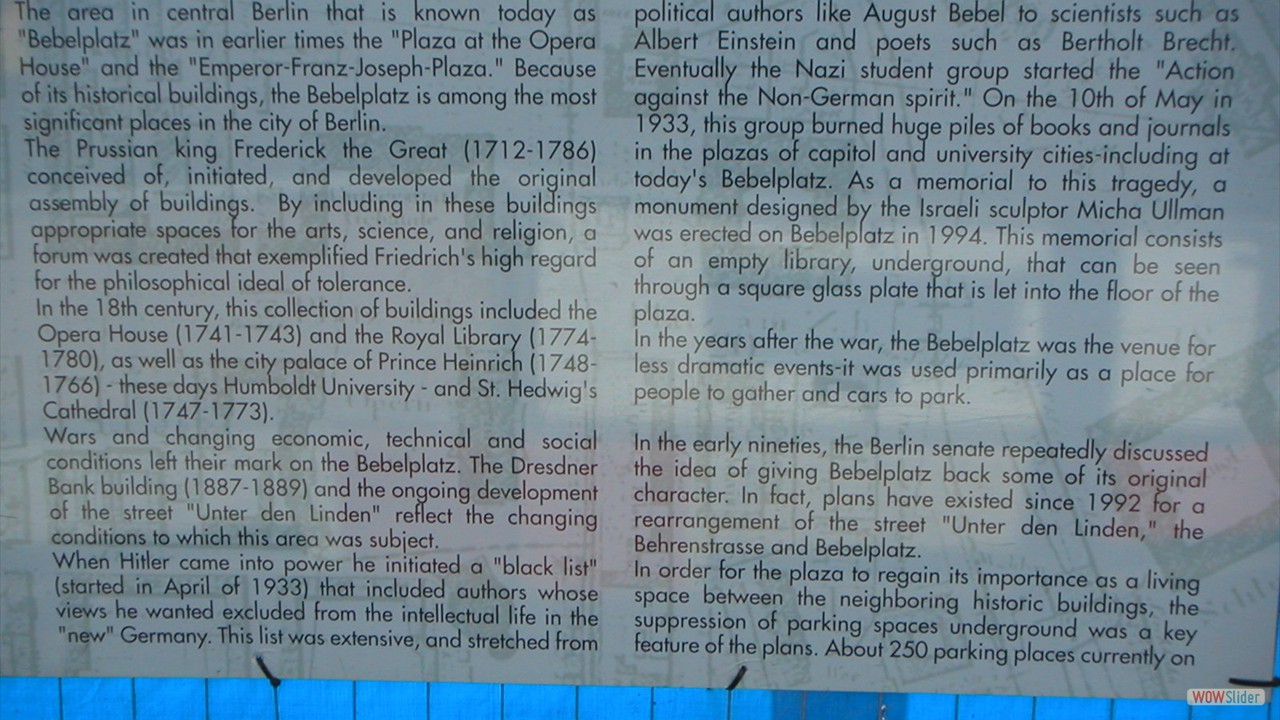 The area in central Berlin that is known today as
"Bebelplatz" was in earlier times the "Plaza at the Opera
House" and the "Emperor-Franz-Joseph-Plaza." Because
of its historical buildings, the Bebelplatz is among the most
significant places in the city of Berlin.
The Prussian king Frederick the Great (1712-1786)
conceived of, initiated, and developed the original
assembly of buildings. By including in these buildings
appropriate spaces for the arts, science, and religion, a
forum was created that exemplified Friedrich's high regard
for the philosophical ideal of tolerance.
In the 18th century, this collection of buildings included the
Opera House (1741-1743) and the Royal Library (1774-
1780), as well as the city palace of Prince Heinrich (1748-
1766) - these days Humboldt University - and St. Hedwig's
Cathedral (1747-1773).
Wars and changing economic, technical and social
conditions left their mark on the Bebelplatz. The Dresdner
Bank building (1887-1889) and the ongoing development
of the street "Unter den Linden" reflect the changing
conditions to which this area was subject.
When Hitler came into power he initiated a "black list"
(started in April of 1933) that included authors whose
views he wanted excluded from the intellectual life in the
"new" Germany. This list was extensive, and stretched from
political authors like August Bebel to scientists such as
Albert Einstein and poets such as Bertholt Brecht.
Eventually the Nazi student group started the "Action
against the Non-German spirit." On the 10th of May in
1933, this group burned huge piles of books and journals
in the plazas of capitol and university cities-including at
today's Bebelplatz. As a memorial to this tragedy, a
monument designed by the Israeli sculptor Micha Ullman
was erected on Bebelplatz in 1994. This memorial consists
of an empty library, underground, that can be seen
through a square glass plate that is let into the floor of the
plaza.
In the years after the war, the Bebelplatz was the venue for
less dramatic events-it was used primarily as a place for
people to gather and cars to park.
In the early nineties, the Berlin senate repeatedly discussed
the idea of giving Bebelplatz back some of its original
character. In fact, plans have existed since 1992 for a
rearrangement of the street "Unter den Linden," the
Behrenstrasse and Bebelplatz.
In order for the plaza to regain its importance as a living
space between the neighboring historic buildings, the
suppression of parking spaces underground was a key
feature of the plans. About 250 parking places currently on
WOWSlider